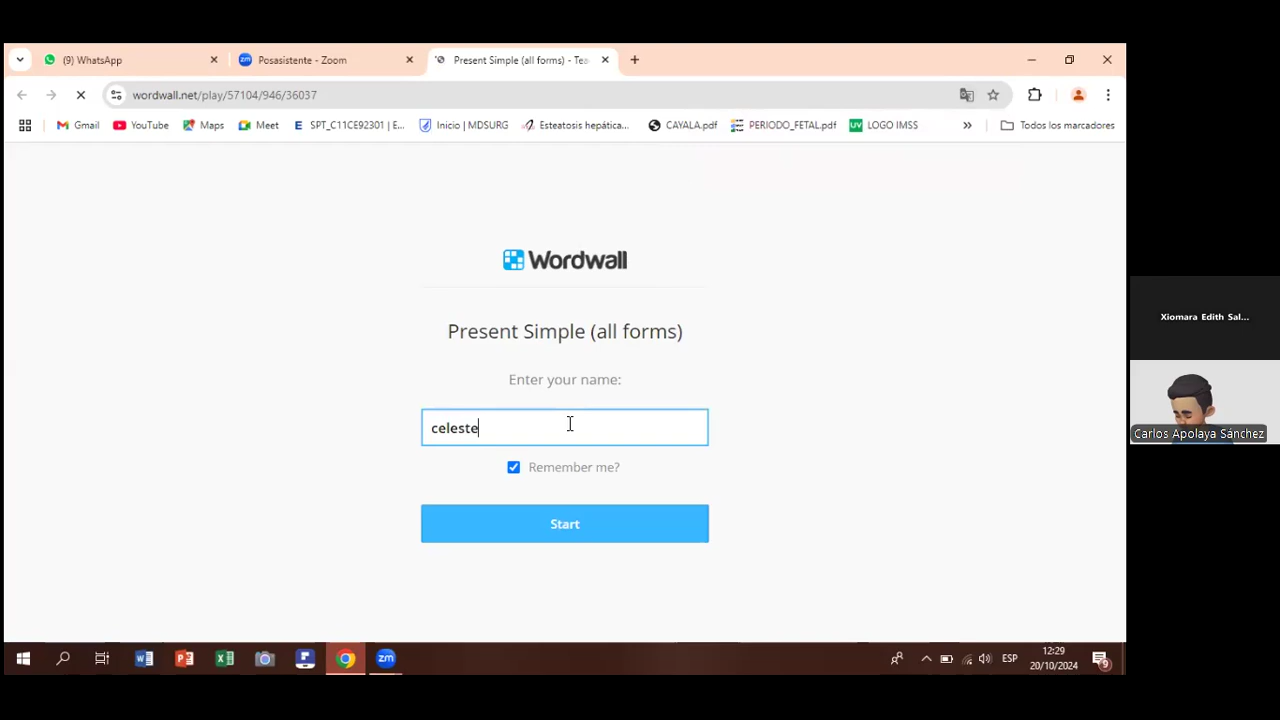 (9) WhatsApp
Posasistente - Zoom
Present Simple (all forms) - Tea
wordwall.net/play/57104/946/36037
Gmail
YouTube
Maps
Meet
SPT_C11CE92301 | E...
Inicio | MDSURG
Esteatosis hepática...
CAYALA.pdf
PERIODO_FETAL.pdf
LOGO IMSS
»
Todos los marcadores
Wordwall
Present Simple (all forms)
Enter your name:
celeste
Remember me?
Start
Xiomara Edith Sal...
Carlos Apolaya Sánchez
ESP
12:29
20/10/2024
9